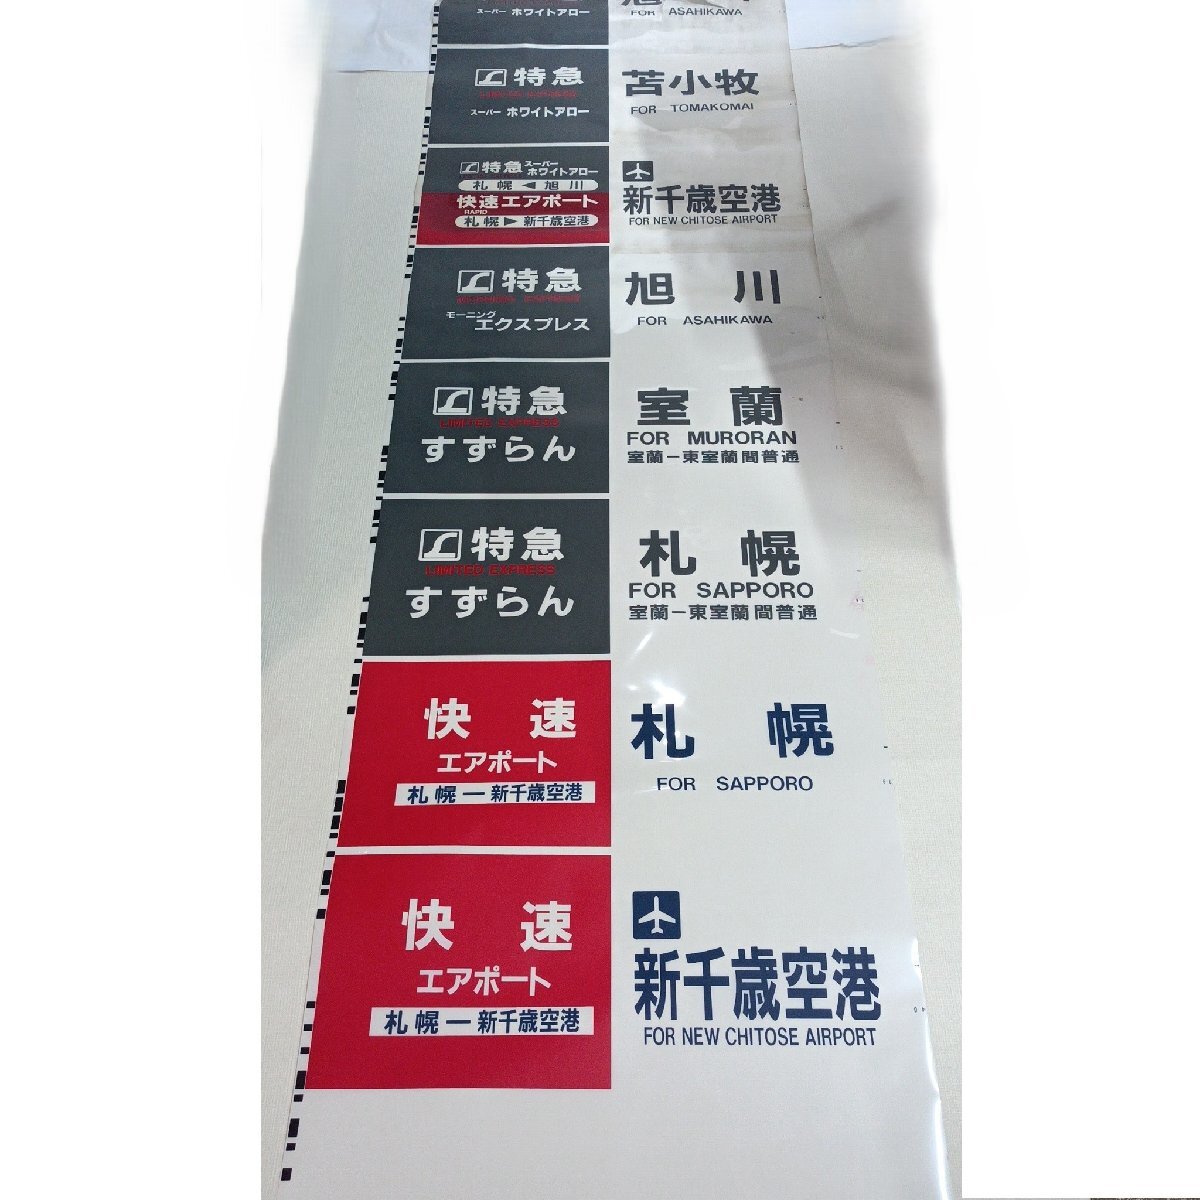 スーパー ホワイトアロー
FOR ASAHIKAWA
特急
LIMITED EXPRESS
スーパー ホワイトアロー
苫小牧
FOR TOMAKOMAI
特急 スーパー ホワイトアロー
札幌◀旭川
快速エアポート
RAPID
札幌▶新千歳空港
新千歳空港
FOR NEW CHITOSE AIRPORT
特急
MORNING EXPRESS
モーニング
エクスプレス
旭川
FOR ASAHIKAWA
特急
LIMITED EXPRESS
すずらん
室蘭
FOR MURORAN
室蘭ー東室蘭間普通
特急
LIMITED EXPRESS
すずらん
札幌
FOR SAPPORO
室蘭ー東室蘭間普通
快速
エアポート
札幌ー新千歳空港
札幌
FOR SAPPORO
快速
エアポート
札幌ー新千歳空港
新千歳空港
FOR NEW CHITOSE AIRPORT